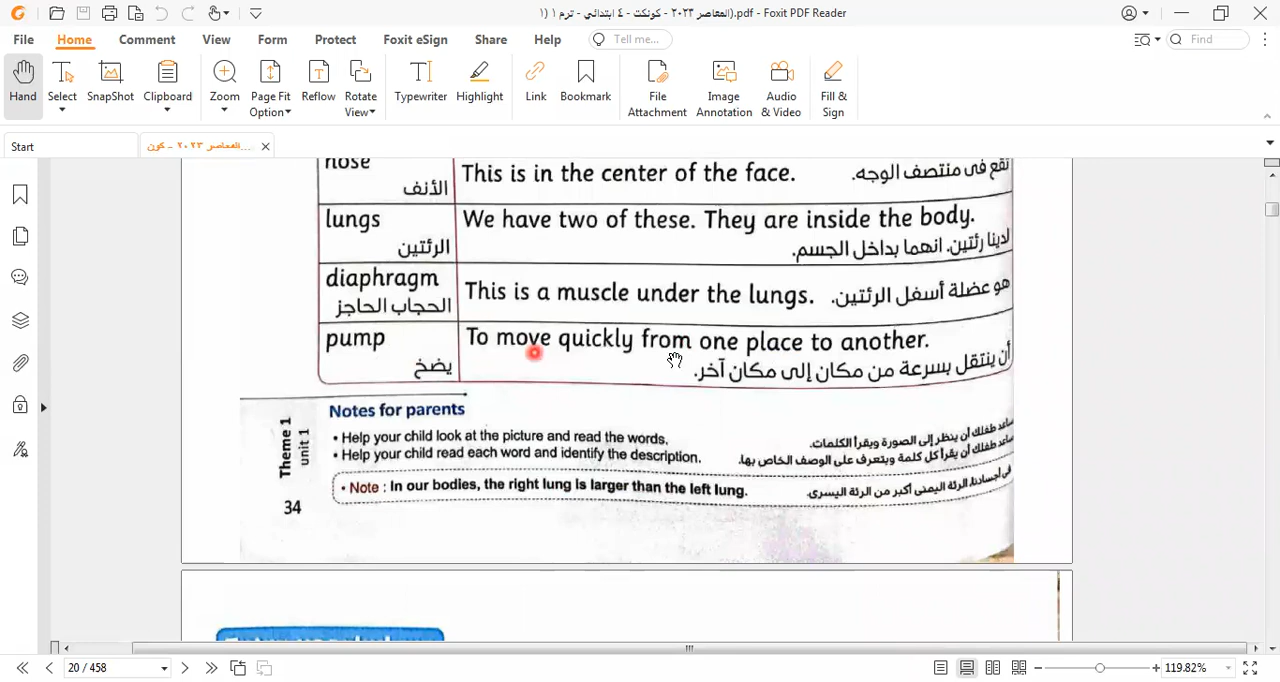 المعاصر ٢٠٢٣ - كونكت - ٤ ابتدائي - ترم ١ (١).pdf - Foxit PDF Reader
File Home Comment View Form Protect Foxit eSign Share Help Tell me... Find
Hand Select SnapShot Clipboard Zoom Page Fit Option Reflow Rotate View Typewriter Highlight Link Bookmark File Attachment Image Annotation Audio & Video Fill & Sign
Start
المعاصر ٢٠٢٣ - كون...
nose
الأنف
This is in the center of the face.
تقع فى منتصف الوجه.
lungs
الرئتين
We have two of these. They are inside the body.
لدينا رئتين. انهما بداخل الجسم.
diaphragm
الحجاب الحاجز
This is a muscle under the lungs.
هو عضلة أسفل الرئتين.
pump
يضخ
To move quickly from one place to another.
أن ينتقل بسرعة من مكان إلى مكان آخر.
Notes for parents
• Help your child look at the picture and read the words.
ساعد طفلك أن ينظر إلى الصورة ويقرأ الكلمات.
• Help your child read each word and identify the description.
ساعد طفلك أن يقرأ كل كلمة ويتعرف على الوصف الخاص بها.
• Note : In our bodies, the right lung is larger than the left lung.
فى أجسادنا، الرئة اليمنى أكبر من الرئة اليسرى.
Theme 1
unit 1
34
20 / 458
119.82%